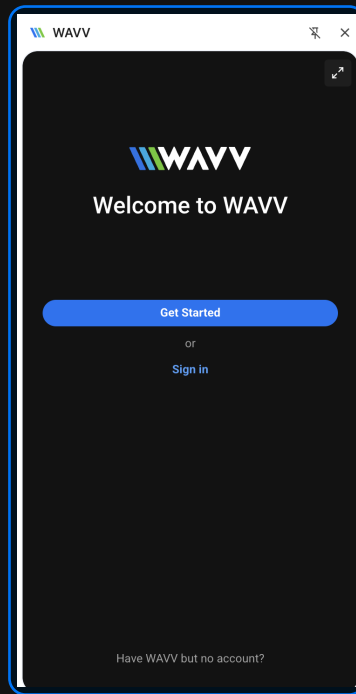 WAVV
WAVV
Welcome to WAVV
Get Started
or
Sign in
Have WAVV but no account?